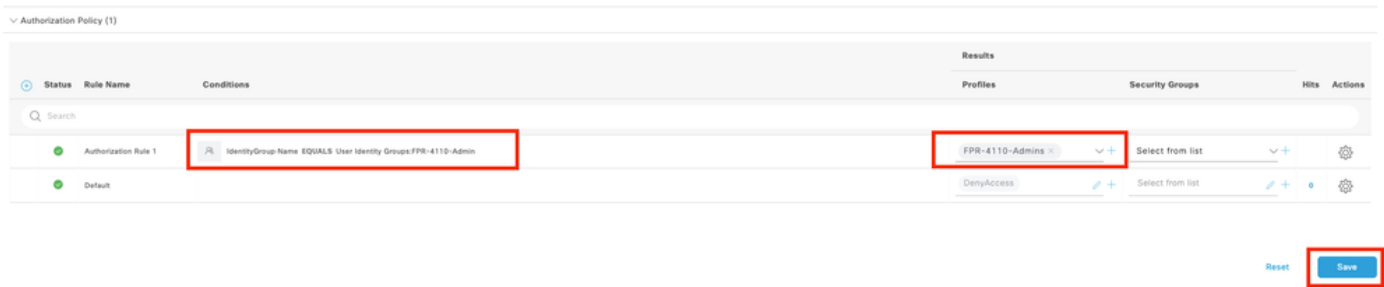 Authorization Policy (1)
Results
Status Rule Name Conditions Profiles Security Groups Hits Actions
Search
Authorization Rule 1 IdentityGroup·Name EQUALS User Identity Groups:FPR-4110-Admin FPR-4110-Admins × Select from list
Default DenyAccess Select from list 0
Reset Save